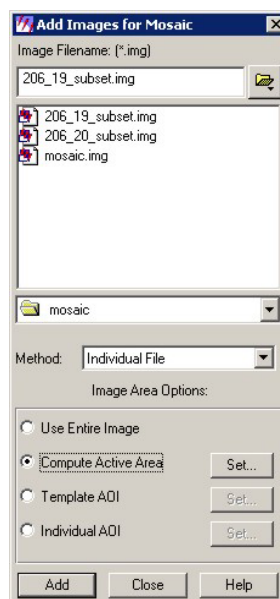 Add Images for Mosaic
Image Filename: (*.img)
206_19_subset.img
206_19_subset.img
206_20_subset.img
mosaic.img
mosaic
Method: Individual File
Image Area Options:
Use Entire Image
Compute Active Area Set...
Template AOI Set...
Individual AOI Set...
Add Close Help